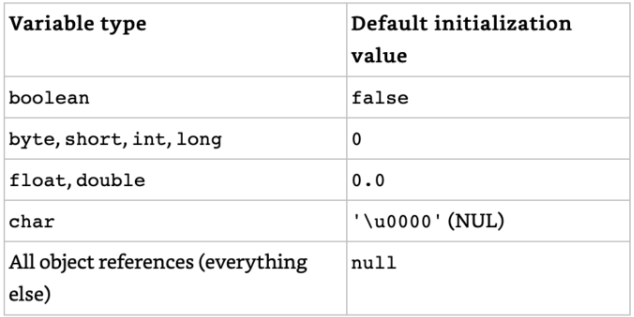 Variable type
Default initialization
value
boolean
false
byte, short, int, long
0
float, double
0.0
char
'\u0000' (NUL)
All object references (everything
else)
null